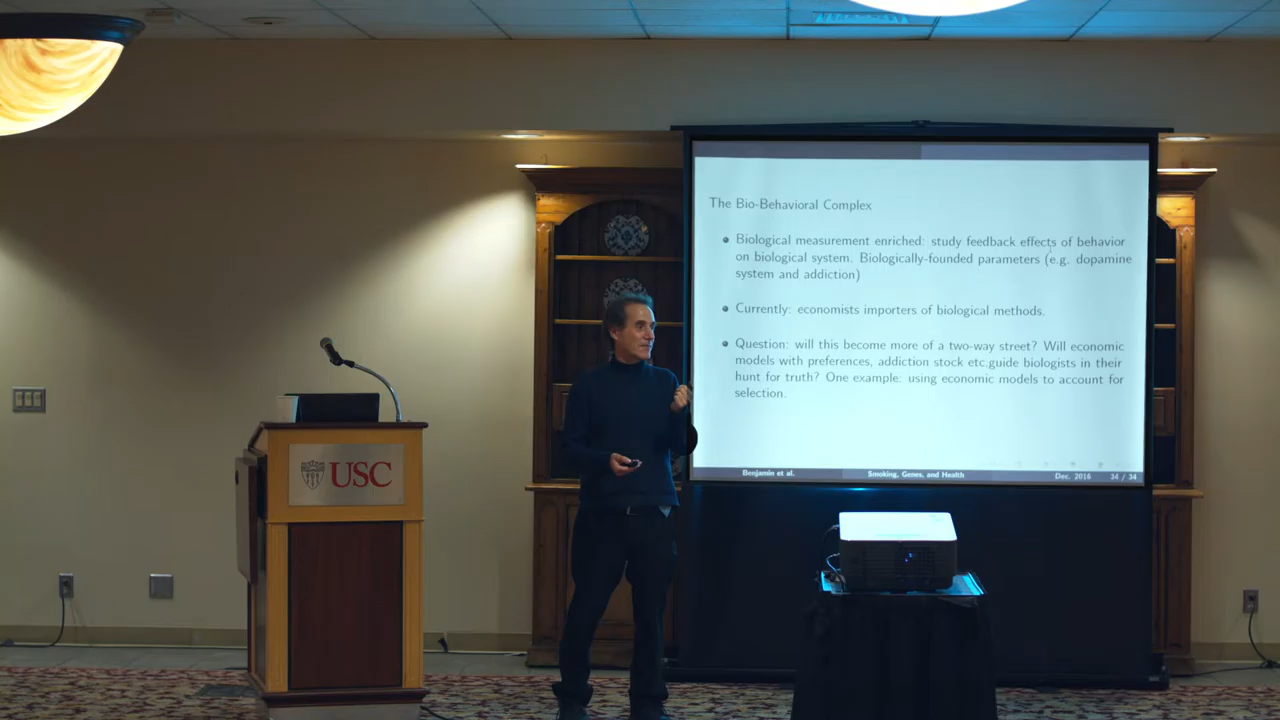 The Bio-Behavioral Complex
Biological measurement enriched: study feedback effects of behavior
on biological system. Biologically-founded parameters (e.g. dopamine
system and addiction)
Currently: economists importers of biological methods.
Question: will this become more of a two-way street? Will economic
models with preferences, addiction stock etc.guide biologists in their
hunt for truth? One example: using economic models to account for
selection.
Benjamin et al. Smoking, Genes, and Health Dec. 2016 34 / 34
USC